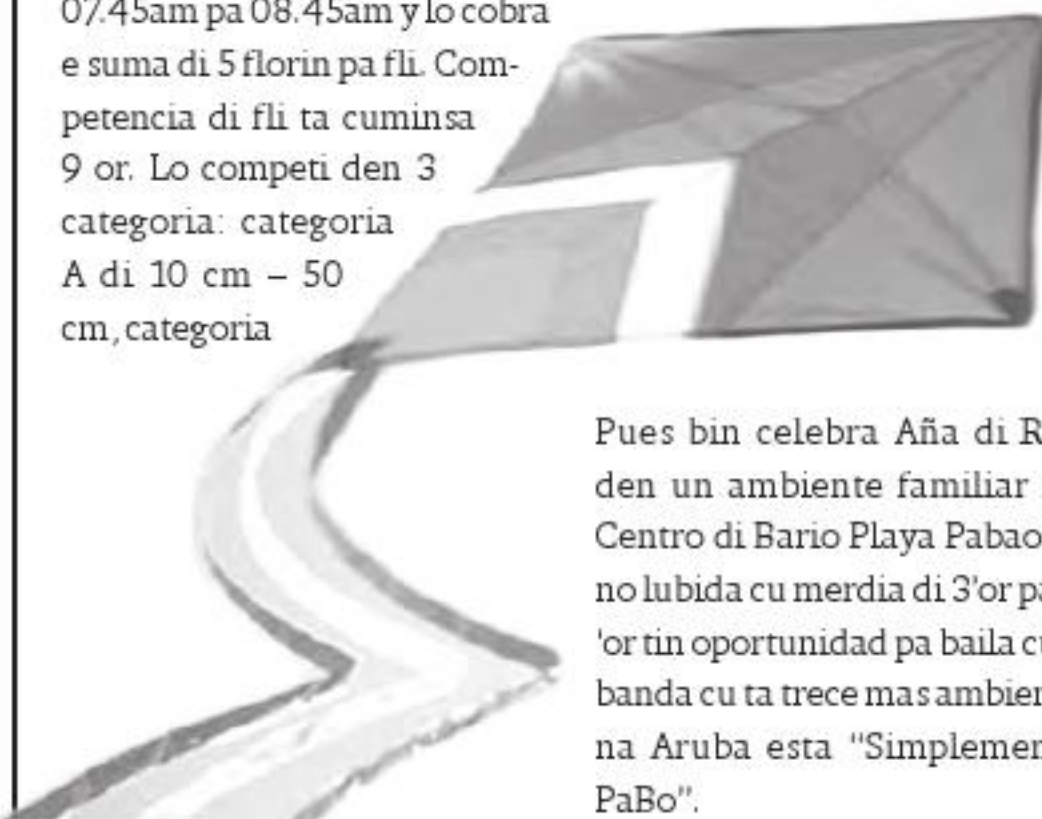 07.45am pa 08.45am y lo cobra
e suma di 5 florin pa fli. Com-
petencia di fli ta cuminsa
9 or. Lo competi den 3
categoria: categoria
A di 10 cm – 50
cm, categoria
Pues bin celebra Aña di
den un ambiente familiar
Centro di Bario Playa Pabao
no lubida cu merdia di 3'or
'or tin oportunidad pa baila
banda cu ta trece mas
na Aruba esta "
PaBo".